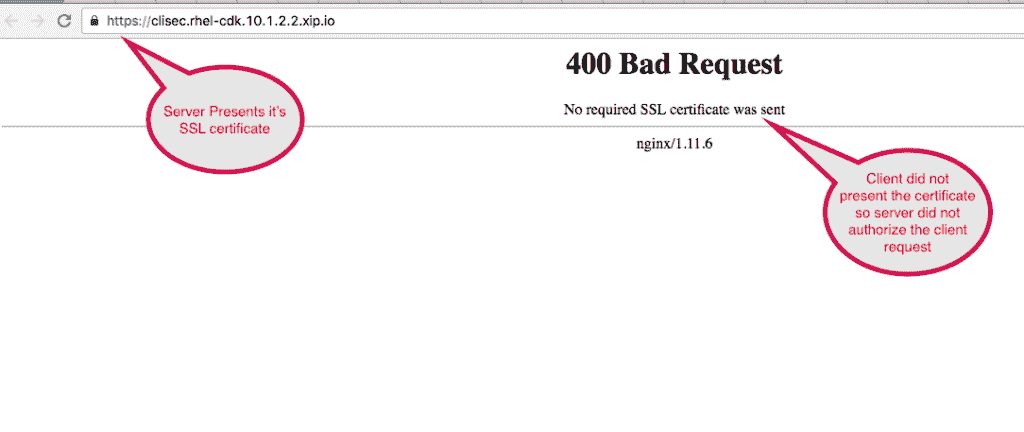 https://clisec.rhel-cdk.10.1.2.2.xip.io
400 Bad Request
No required SSL certificate was sent
nginx/1.11.6
Server Presents it's
SSL certificate
Client did not
present the certificate
so server did not
authorize the client
request